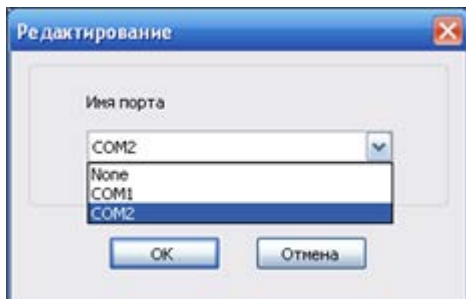 Редактирование
Имя порта
COM2
None
COM1
COM2
OK
Отмена